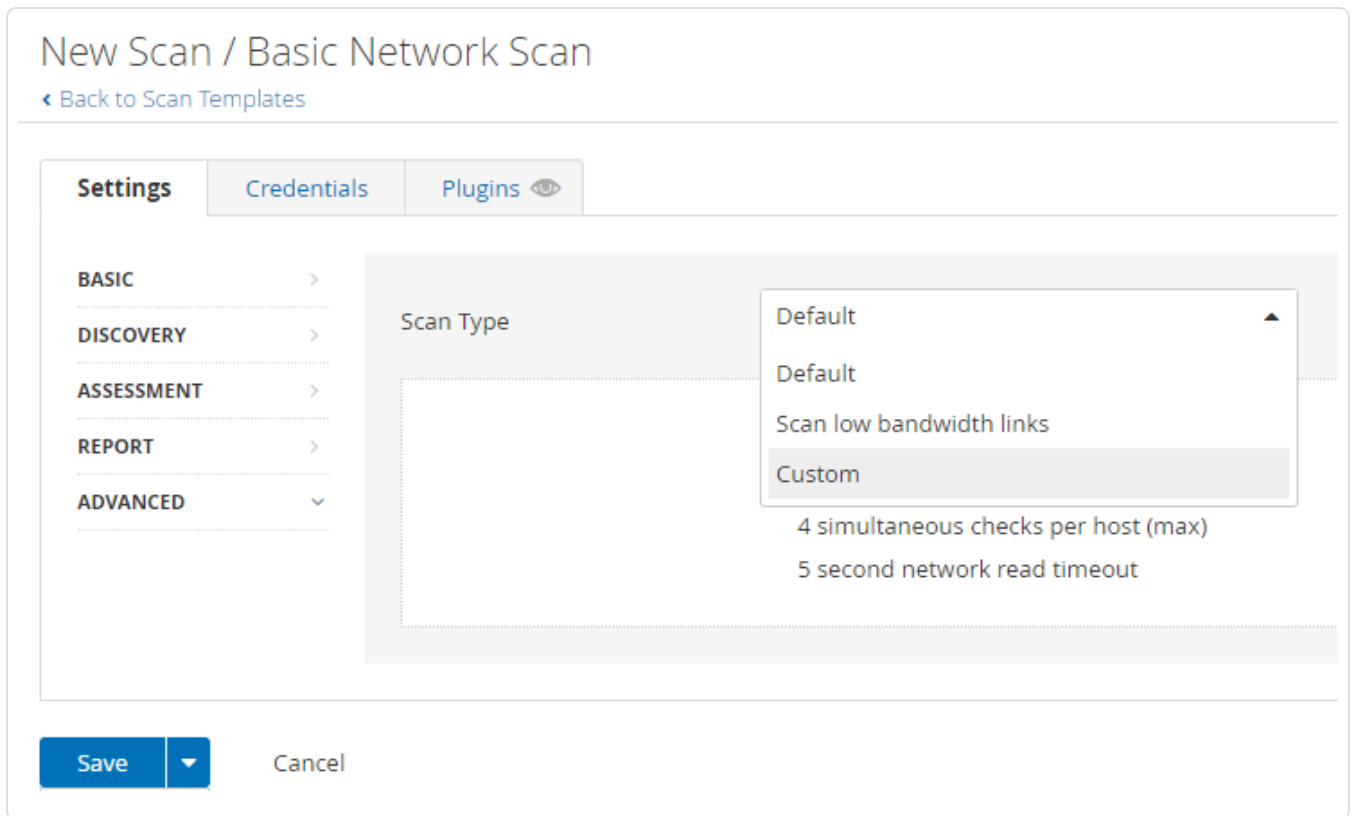 New Scan / Basic Network Scan
‹ Back to Scan Templates
Settings
Credentials
Plugins
BASIC
DISCOVERY
ASSESSMENT
REPORT
ADVANCED
Scan Type
Default
Default
Scan low bandwidth links
Custom
4 simultaneous checks per host (max)
5 second network read timeout
Save
Cancel